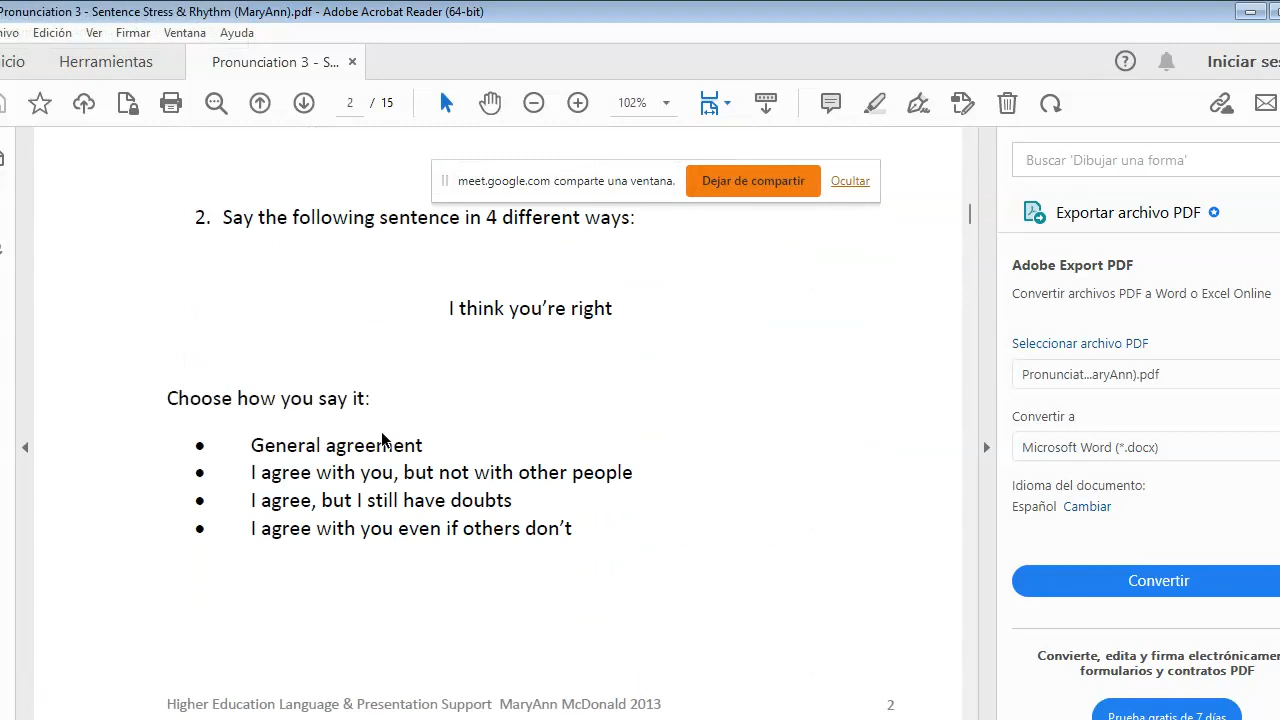 Pronunciation 3 - Sentence Stress & Rhythm (MaryAnn).pdf - Adobe Acrobat Reader (64-bit)
Edición Ver Firmar Ventana Ayuda
Herramientas Pronunciation 3 - S... × Iniciar
2 / 15 102%
meet.google.com comparte una ventana. Dejar de compartir Ocultar
2. Say the following sentence in 4 different ways:
I think you’re right
Choose how you say it:
• General agreement
• I agree with you, but not with other people
• I agree, but I still have doubts
• I agree with you even if others don’t
Higher Education Language & Presentation Support MaryAnn McDonald 2013 2
Buscar 'Dibujar una forma'
Exportar archivo PDF
Adobe Export PDF
Convertir archivos PDF a Word o Excel Online
Seleccionar archivo PDF
Pronunciat...aryAnn).pdf
Convertir a
Microsoft Word (*.docx)
Idioma del documento:
Español Cambiar
Convertir
Convierte, edita y firma
formularios y contratos PDF
Prueba gratis de 7 días